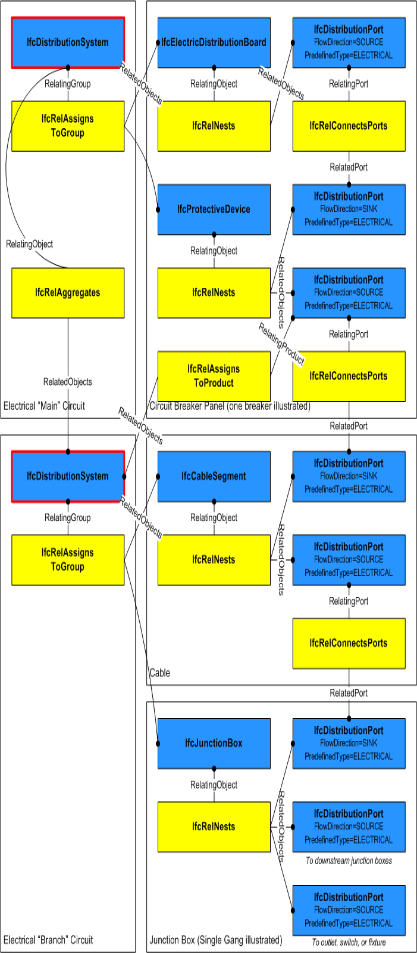 IfcDistributionSystem
RelatingGroup
IfcRelAssigns
ToGroup
RelatingObject
IfcRelAggregates
RelatedObjects
Electrical "Main" Circuit
RelatedObjects
IfcElectricDistributionBoard
RelatingObject
IfcRelNests
RelatedObjects
IfcDistributionPort
FlowDirection=SOURCE
PredefinedType=ELECTRICAL
IfcRelConnectsPorts
RelatedPort
IfcProtectiveDevice
RelatingObject
IfcRelNests
RelatedObjects
IfcDistributionPort
FlowDirection=SINK
PredefinedType=ELECTRICAL
IfcDistributionPort
FlowDirection=SOURCE
PredefinedType=ELECTRICAL
RelatingPort
RelatingProduct
IfcRelAssigns
ToProduct
IfcRelConnectsPorts
Circuit Breaker Panel (one breaker illustrated)
RelatedObjects
RelatedPort
IfcDistributionSystem
RelatingGroup
RelatedObjects
IfcRelAssigns
ToGroup
Electrical "Branch" Circuit
IfcCableSegment
RelatingObject
IfcRelNests
RelatedObjects
IfcDistributionPort
FlowDirection=SINK
PredefinedType=ELECTRICAL
IfcDistributionPort
FlowDirection=SOURCE
PredefinedType=ELECTRICAL
RelatingPort
IfcRelConnectsPorts
Cable
RelatedPort
IfcJunctionBox
RelatingObject
IfcRelNests
RelatedObjects
IfcDistributionPort
FlowDirection=SINK
PredefinedType=ELECTRICAL
IfcDistributionPort
FlowDirection=SOURCE
PredefinedType=ELECTRICAL
To downstream junction boxes
IfcDistributionPort
FlowDirection=SOURCE
PredefinedType=ELECTRICAL
To outlet, switch, or fixture
Junction Box (Single Gang illustrated)